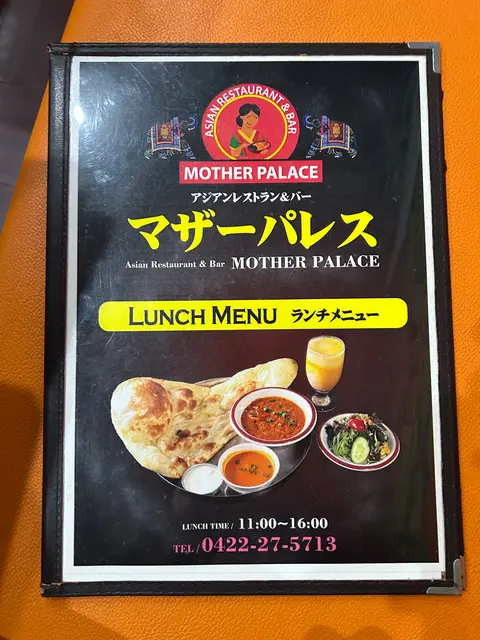 ASIAN RESTAURANT & BAR
MOTHER PALACE
アジアンレストラン&バー
マザーパレス
Asian Restaurant & Bar MOTHER PALACE
LUNCH MENU ランチメニュー
LUNCH TIME / 11:00~16:00
TEL / 0422-27-5713